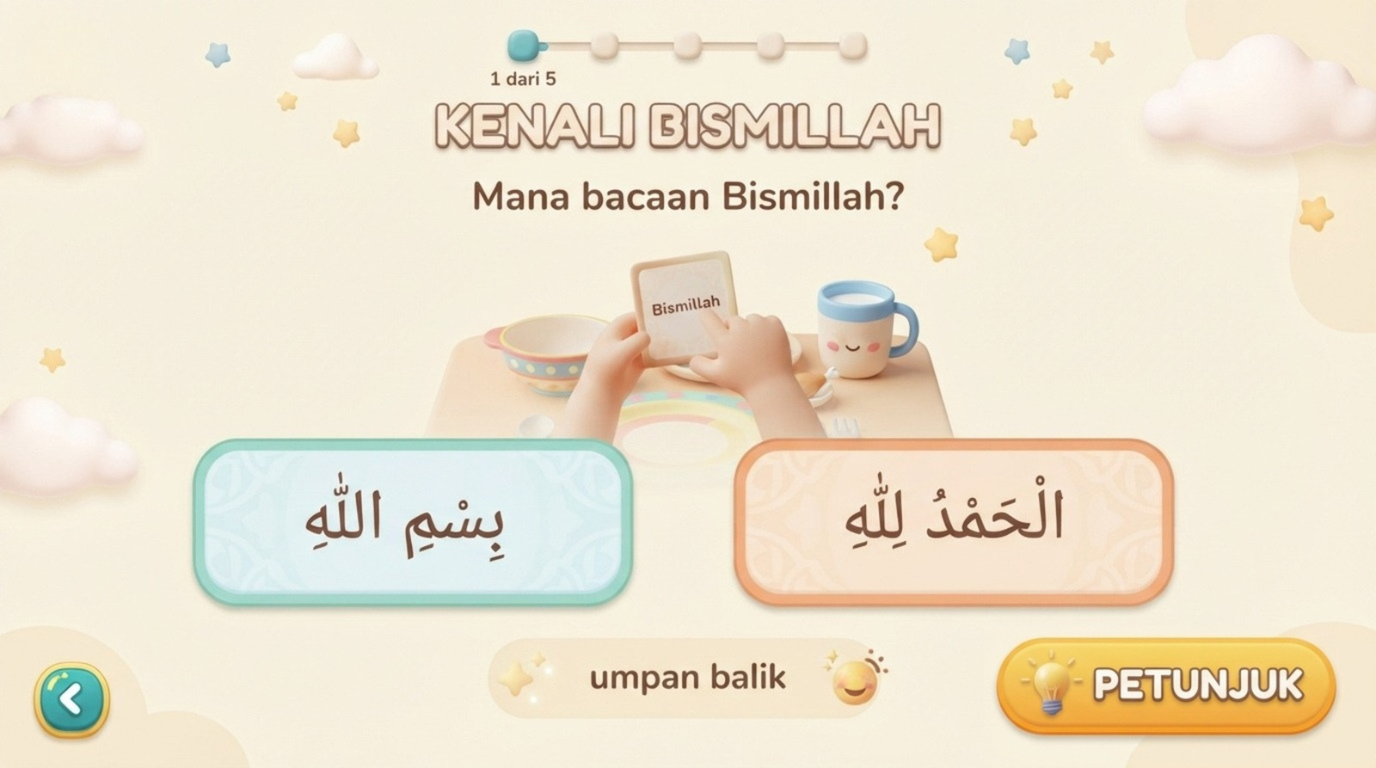 1 dari 5
KENALI BISMILLAH
Mana bacaan Bismillah?
Bismillah
بِسْمِ اللّٰهِ
الْحَمْدُ لِلّٰهِ
umpan balik
PETUNJUK